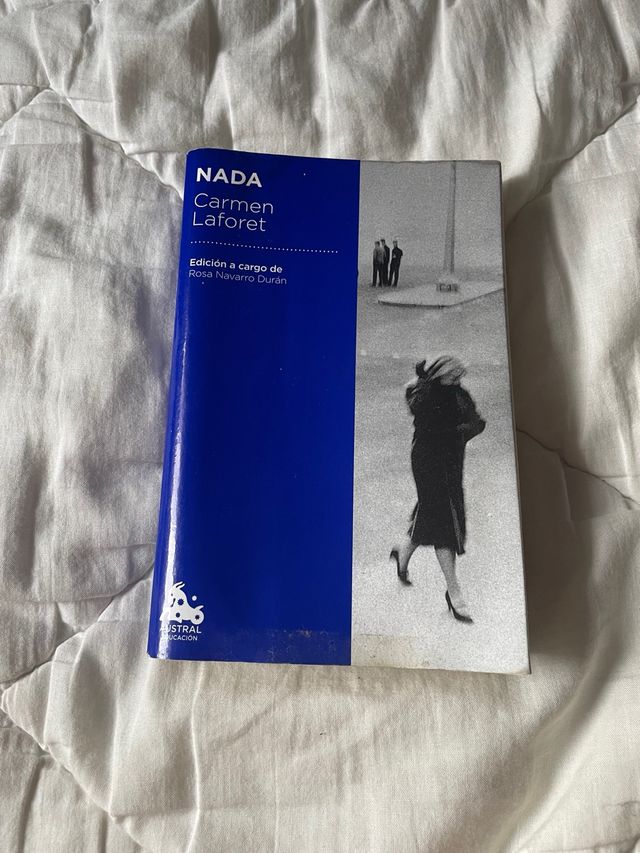 NADA
Carmen
Laforet
Edición a cargo de
Rosa Navarro Durán
AUSTRAL
EDUCACIÓN